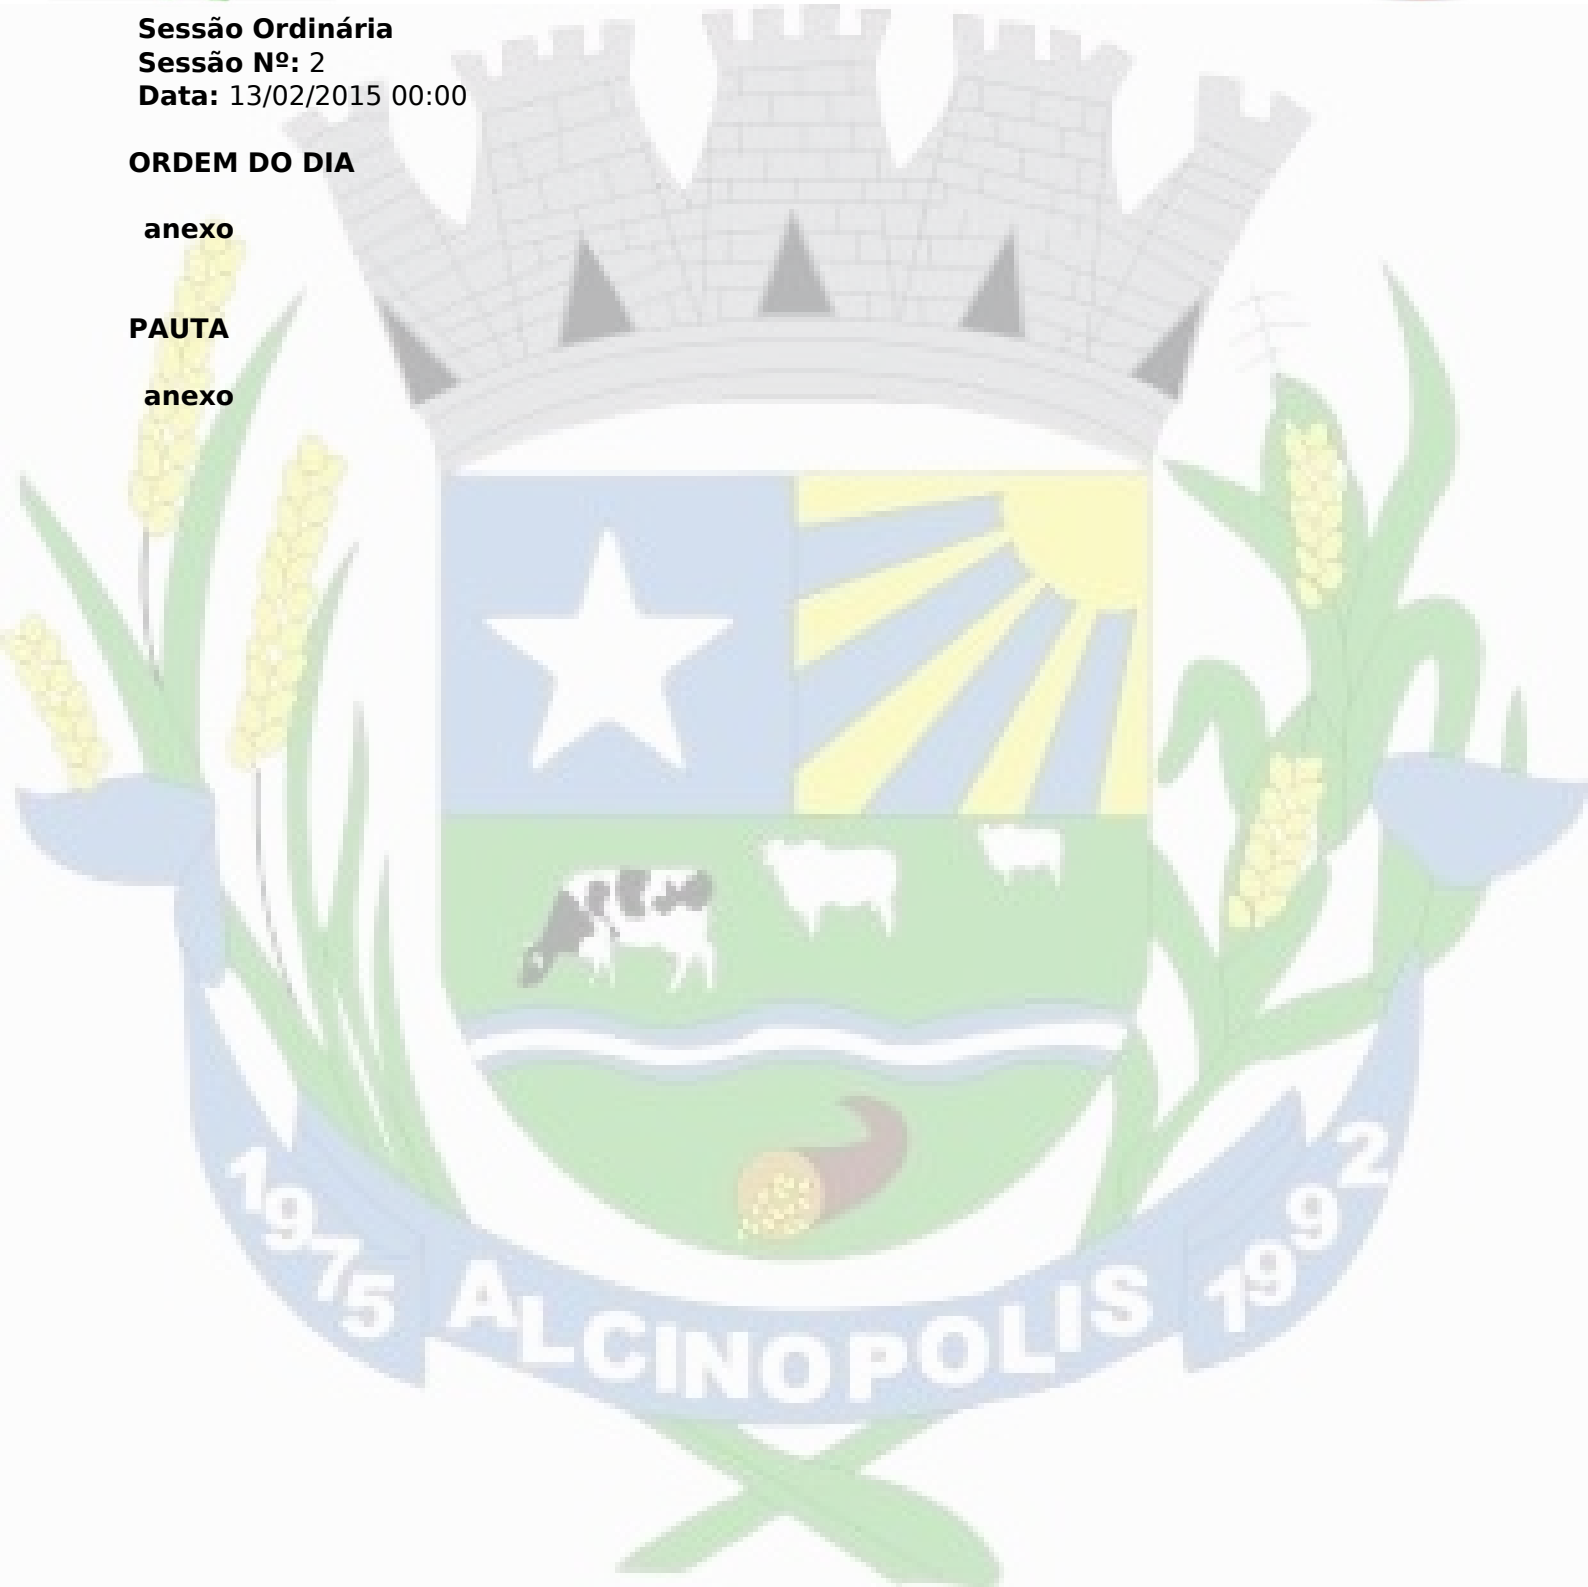 Sessão Ordinária
Sessão Nº: 2
Data: 13/02/2015 00:00
ORDEM DO DIA
anexo
PAUTA
anexo
1975 ALCINOPOLIS 1992